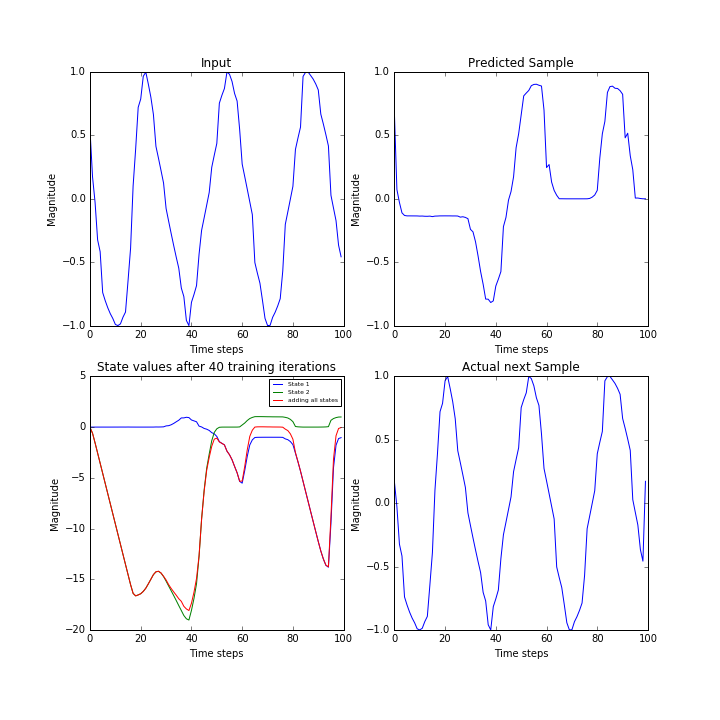 Input
1.0
0.5
0.0
−0.5
−1.0
Magnitude
0 20 40 60 80 100
Time steps
Predicted Sample
1.0
0.5
0.0
−0.5
−1.0
Magnitude
0 20 40 60 80 100
Time steps
State values after 40 training iterations
5
0
−5
−10
−15
−20
Magnitude
State 1
State 2
adding all states
0 20 40 60 80 100
Time steps
Actual next Sample
1.0
0.5
0.0
−0.5
−1.0
Magnitude
0 20 40 60 80 100
Time steps